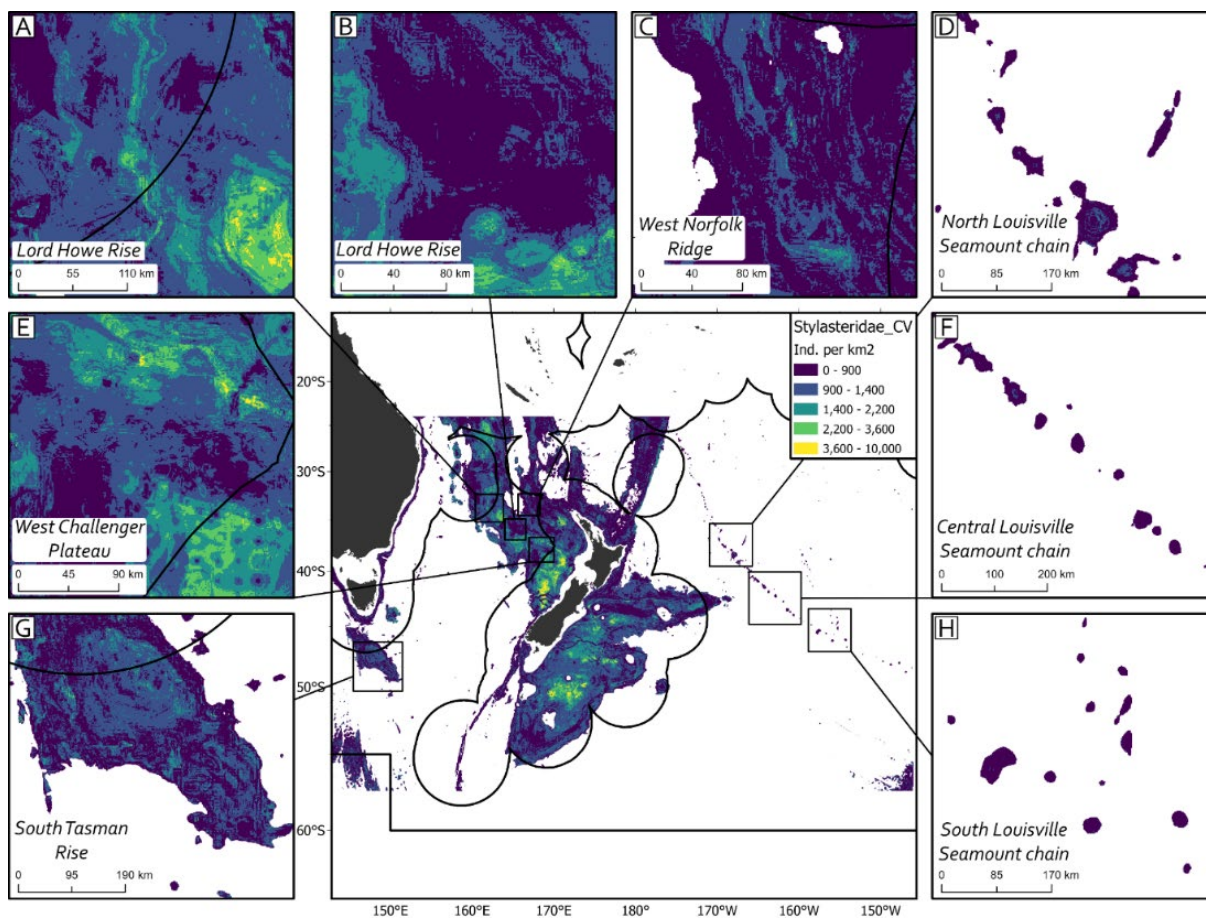 A
Lord Howe Rise
0 55 110 km
B
Lord Howe Rise
0 40 80 km
C
West Norfolk
Ridge
0 40 80 km
D
North Louisville
Seamount chain
0 85 170 km
E
West Challenger
Plateau
0 45 90 km
Stylasteridae_CV
Ind. per km2
0 - 900
900 - 1,400
1,400 - 2,200
2,200 - 3,600
3,600 - 10,000
20°S
30°S
40°S
50°S
60°S
150°E 160°E 170°E 180° 170°W 160°W 150°W
F
Central Louisville
Seamount chain
0 100 200 km
G
South Tasman
Rise
0 95 190 km
H
South Louisville
Seamount chain
0 85 170 km